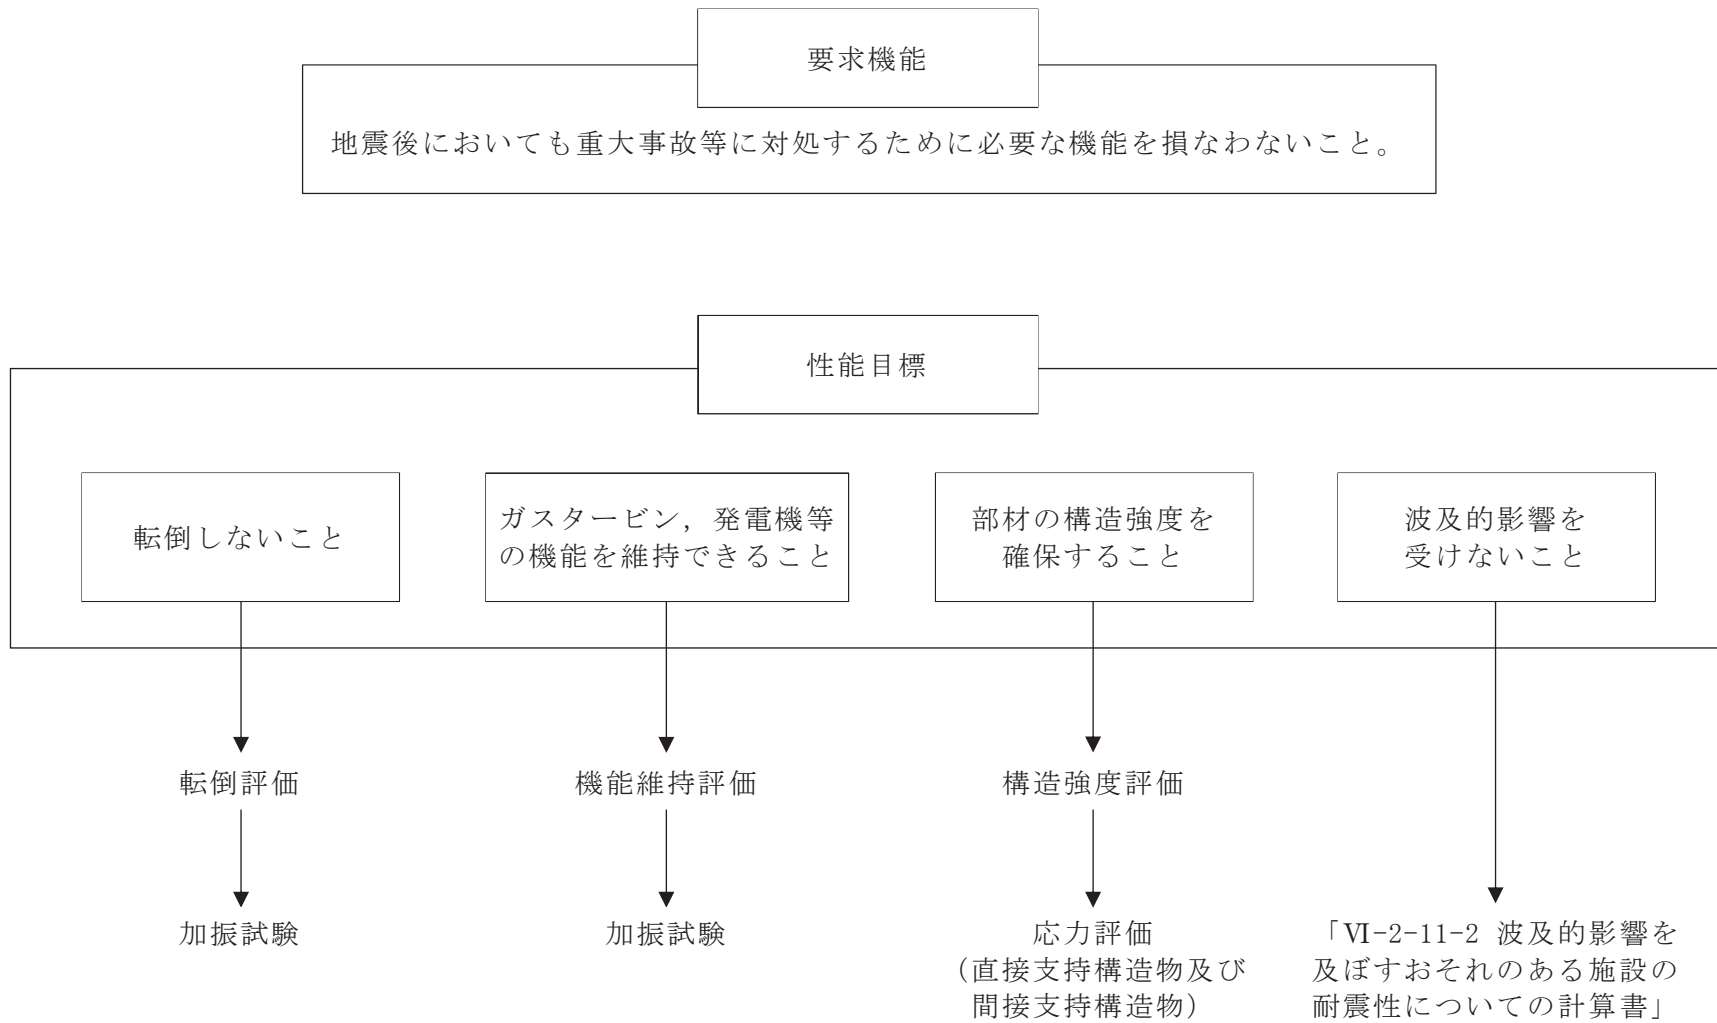 要求機能
地震後においても重大事故等に対処するために必要な機能を損なわないこと。
性能目標
転倒しないこと
ガスタービン，発電機等
の機能を維持できること
部材の構造強度を
確保すること
波及的影響を
受けないこと
転倒評価
機能維持評価
構造強度評価
加振試験
加振試験
応力評価
（直接支持構造物及び
間接支持構造物）
「Ⅵ-2-11-2 波及的影響を
及ぼすおそれのある施設の
耐震性についての計算書」